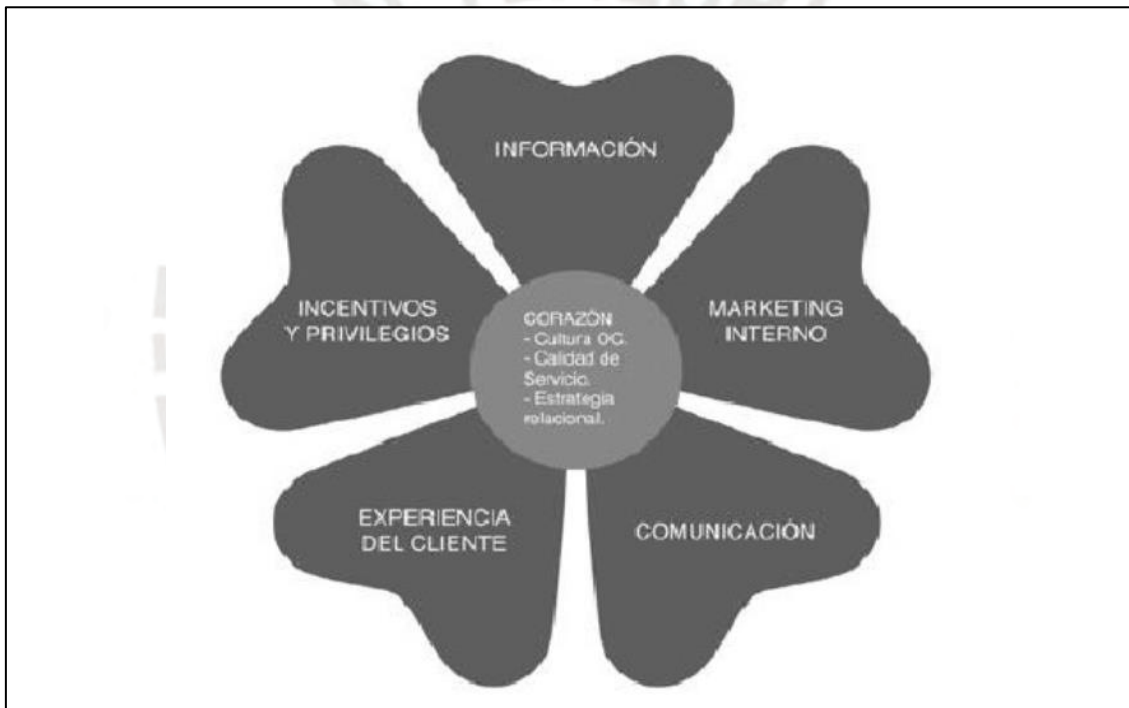 INFORMACIÓN
INCENTIVOS
Y PRIVILEGIOS
MARKETING
INTERNO
CORAZÓN
- Cultura OC.
- Calidad de
Servicio.
- Estrategia
relacional.
EXPERIENCIA
DEL CLIENTE
COMUNICACIÓN